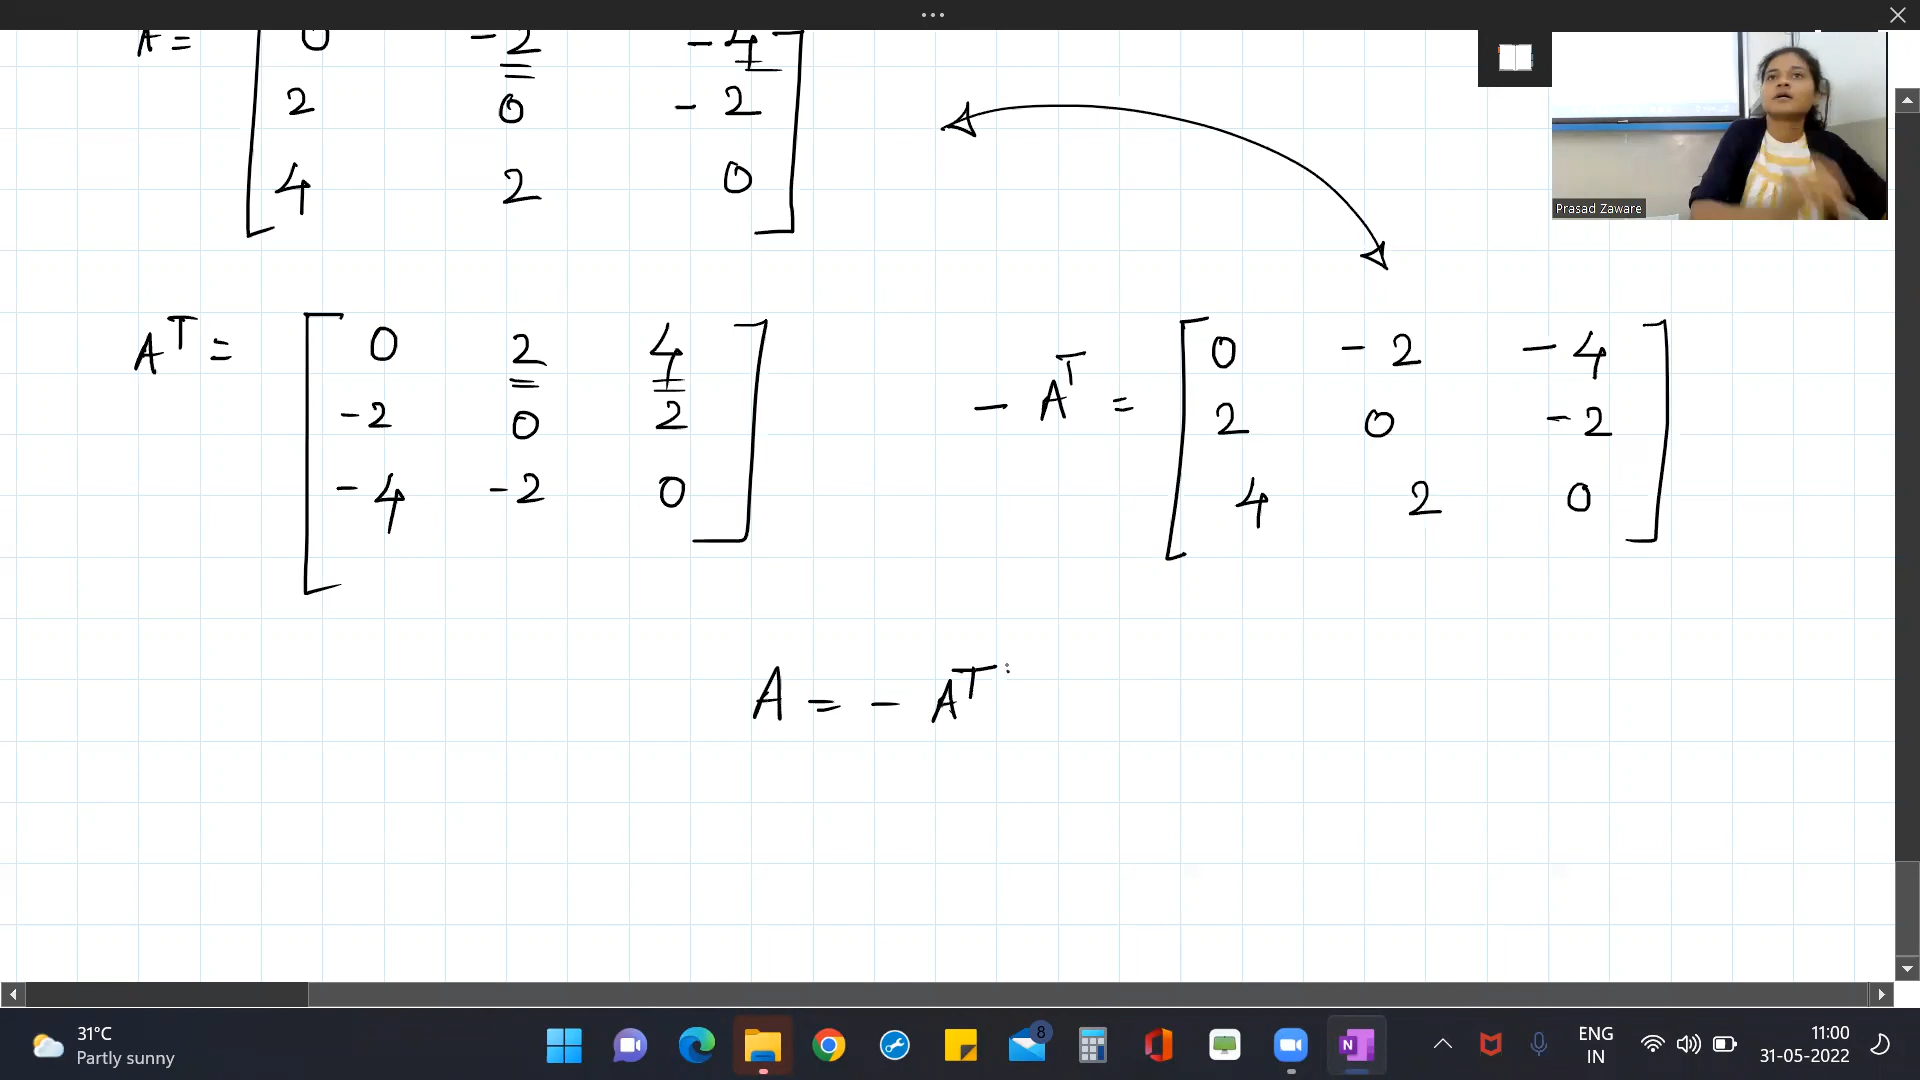 A = [ 0 -2 -4
2 0 -2
4 2 0 ]
Prasad Zaware
A^T = [ 0 2 4
-2 0 2
-4 -2 0 ]
- A^T = [ 0 -2 -4
2 0 -2
4 2 0 ]
A = - A^T
31°C
Partly sunny
8
N
ENG
IN
11:00
31-05-2022